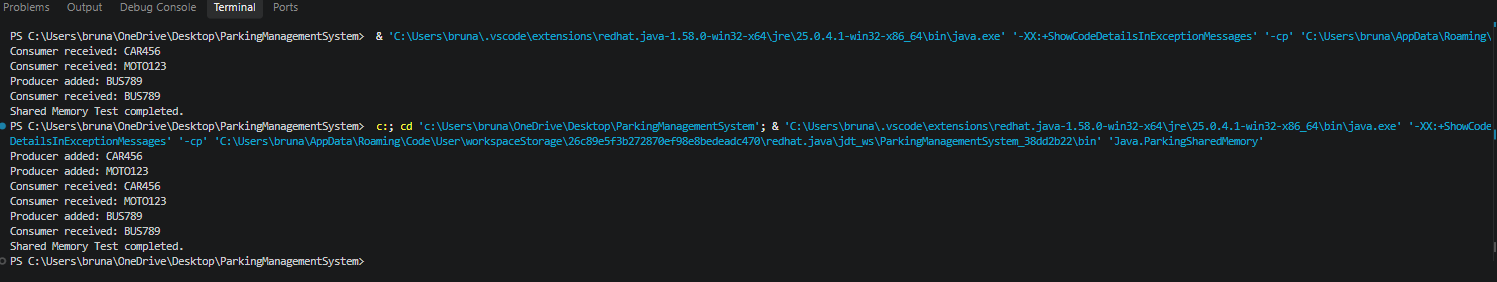 Problems Output Debug Console Terminal Ports
PS C:\Users\bruna\OneDrive\Desktop\ParkingManagementSystem> & 'C:\Users\bruna\.vscode\extensions\redhat.java-1.58.0-win32-x64\jre\25.0.4.1-win32-x86_64\bin\java.exe' '-XX:+ShowCodeDetailsInExceptionMessages' '-cp' 'C:\Users\bruna\AppData\Roaming\
Consumer received: CAR456
Consumer received: MOTO123
Producer added: BUS789
Consumer received: BUS789
Shared Memory Test completed.
PS C:\Users\bruna\OneDrive\Desktop\ParkingManagementSystem> c:; cd 'c:\Users\bruna\OneDrive\Desktop\ParkingManagementSystem'; & 'C:\Users\bruna\.vscode\extensions\redhat.java-1.58.0-win32-x64\jre\25.0.4.1-win32-x86_64\bin\java.exe' '-XX:+ShowCode
DetailsInExceptionMessages' '-cp' 'C:\Users\bruna\AppData\Roaming\Code\User\workspaceStorage\26c89e5f3b272870ef98e8bedeadc470\redhat.java\jdt_ws\ParkingManagementSystem_38dd2b22\bin' 'Java.ParkingSharedMemory'
Producer added: CAR456
Producer added: MOTO123
Consumer received: CAR456
Consumer received: MOTO123
Producer added: BUS789
Consumer received: BUS789
Shared Memory Test completed.
PS C:\Users\bruna\OneDrive\Desktop\ParkingManagementSystem>